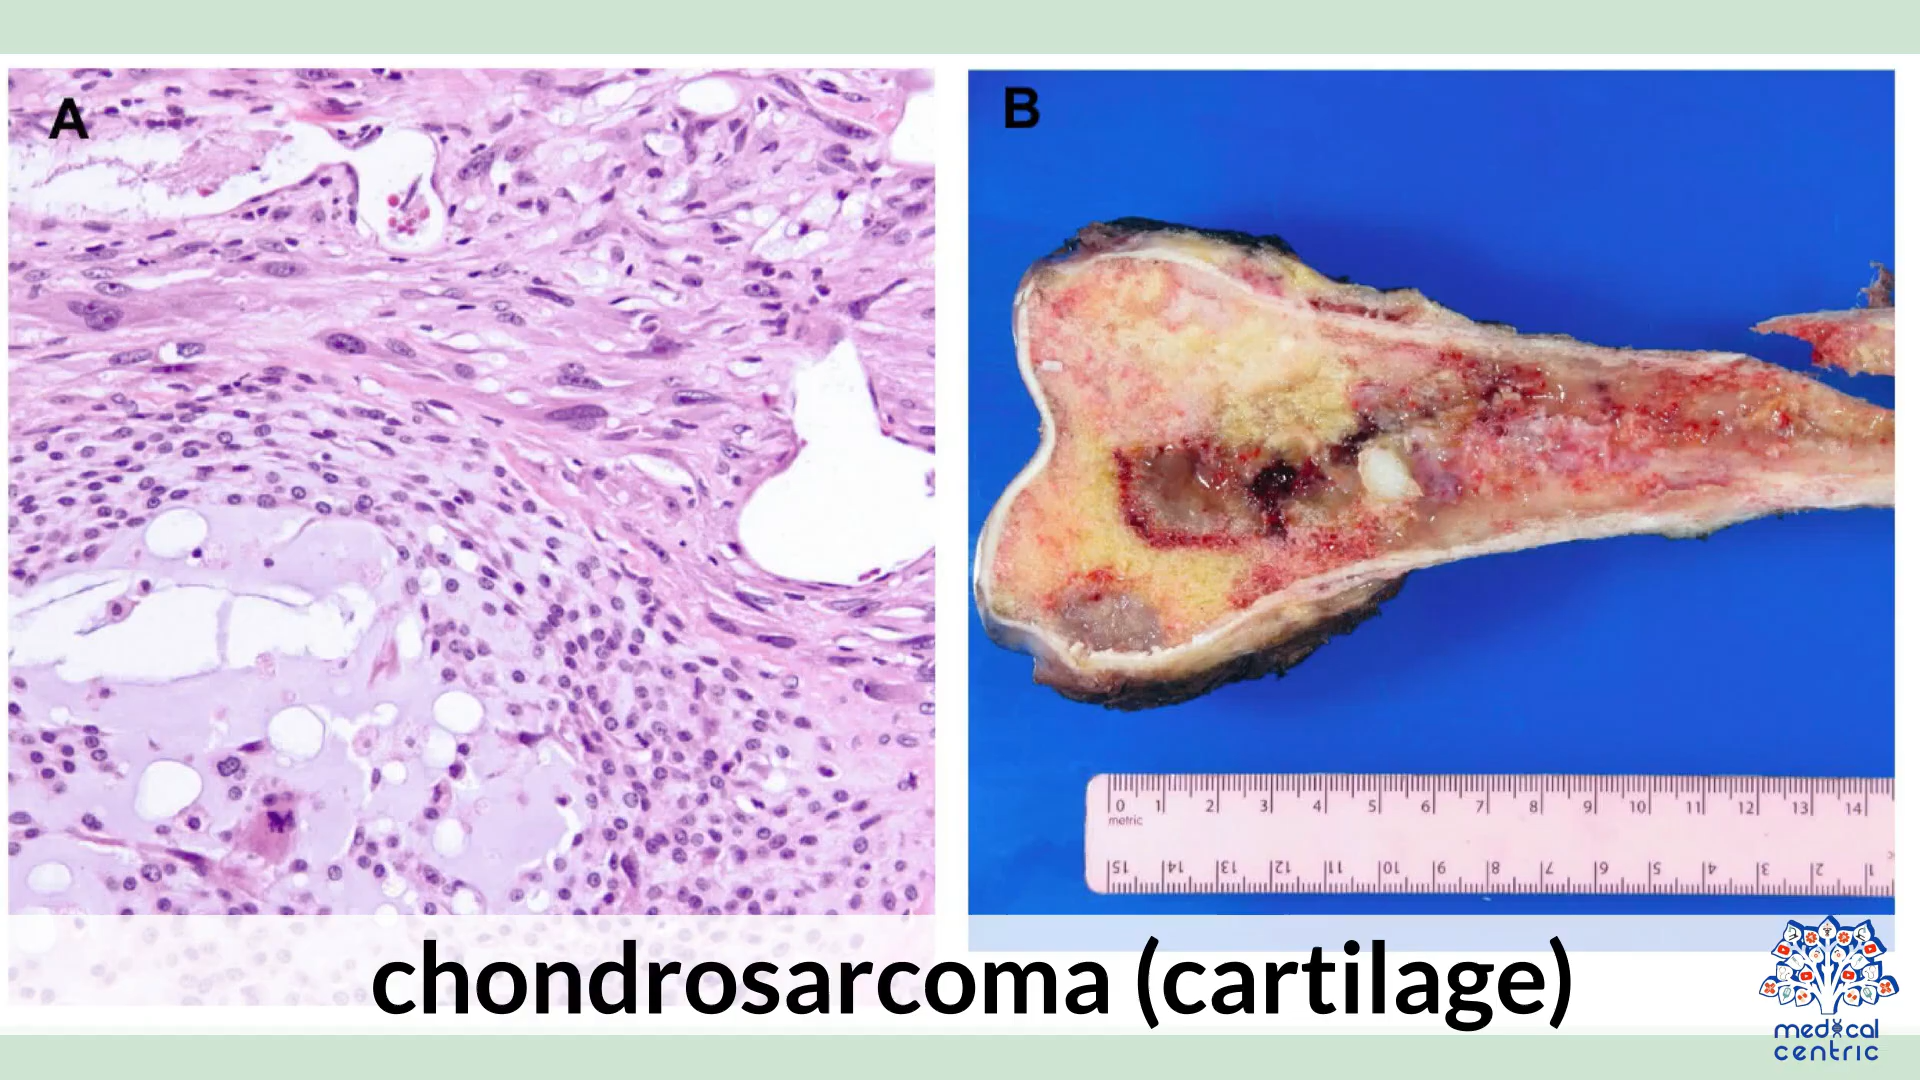 A
B
0 1 2 3 4 5 6 7 8 9 10 11 12 13 14
metric
15 14 13 12 11 10 9 8 7 6 5 4 3 2 1
chondrosarcoma (cartilage)
medical
centric